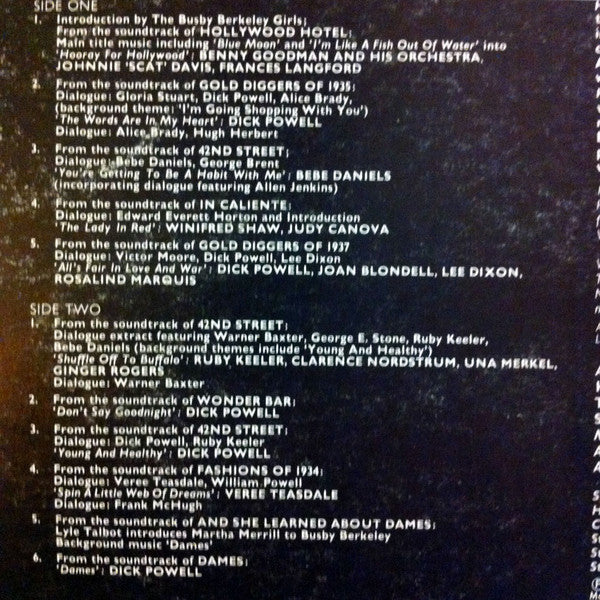 SIDE ONE
1. Introduction by The Busby Berkeley Girls;
From the soundtrack of HOLLYWOOD HOTEL;
Main title music including 'Blue Moon' and 'I'm Like A Fish Out Of Water' into
'Hooray For Hollywood': BENNY GOODMAN AND HIS ORCHESTRA,
JOHNNIE 'SCAT' DAVIS, FRANCES LANGFORD
2. From the soundtrack of GOLD DIGGERS OF 1935;
Dialogue: Gloria Stuart, Dick Powell, Alice Brady,
(background theme 'I'm Going Shopping With You')
'The Words Are In My Heart': DICK POWELL
Dialogue: Alice Brady, Hugh Herbert
3. From the soundtrack of 42ND STREET;
Dialogue: Bebe Daniels, George Brent
'You're Getting To Be A Habit With Me': BEBE DANIELS
(incorporating dialogue featuring Allen Jenkins)
4. From the soundtrack of IN CALIENTE;
Dialogue: Edward Everett Horton and Introduction
'The Lady In Red': WINIFRED SHAW, JUDY CANOVA
5. From the soundtrack of GOLD DIGGERS OF 1937
Dialogue: Victor Moore, Dick Powell, Lee Dixon
'All's Fair In Love And War': DICK POWELL, JOAN BLONDELL, LEE DIXON,
ROSALIND MARQUIS
SIDE TWO
1. From the soundtrack of 42ND STREET;
Dialogue extract featuring Warner Baxter, George E. Stone, Ruby Keeler,
Bebe Daniels (background themes include 'Young And Healthy')
'Shuffle Off To Buffalo': RUBY KEELER, CLARENCE NORDSTRUM, UNA MERKEL,
GINGER ROGERS
Dialogue: Warner Baxter
2. From the soundtrack of WONDER BAR;
'Don't Say Goodnight': DICK POWELL
3. From the soundtrack of 42ND STREET;
Dialogue: Dick Powell, Ruby Keeler
'Young And Healthy': DICK POWELL
4. From the soundtrack of FASHIONS OF 1934;
Dialogue: Veree Teasdale, William Powell
'Spin A Little Web Of Dreams': VEREE TEASDALE
Dialogue: Frank McHugh
5. From the soundtrack of AND SHE LEARNED ABOUT DAMES;
Lyle Talbot introduces Martha Merrill to Busby Berkeley
Background music 'Dames'
6. From the soundtrack of DAMES;
'Dames': DICK POWELL